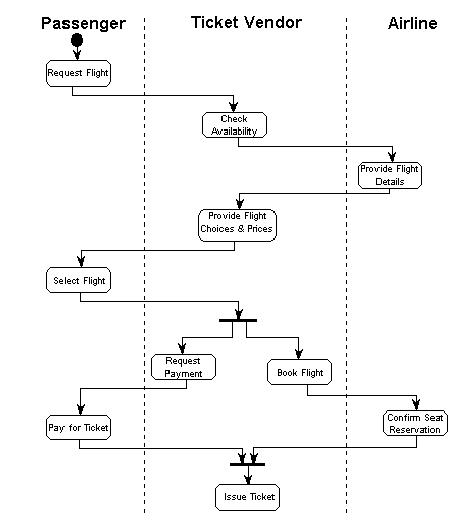 Passenger
Ticket Vendor
Airline
Request Flight
Check
Availability
Provide Flight
Details
Provide Flight
Choices & Prices
Select Flight
Request
Payment
Book Flight
Pay for Ticket
Confirm Seat
Reservation
Issue Ticket